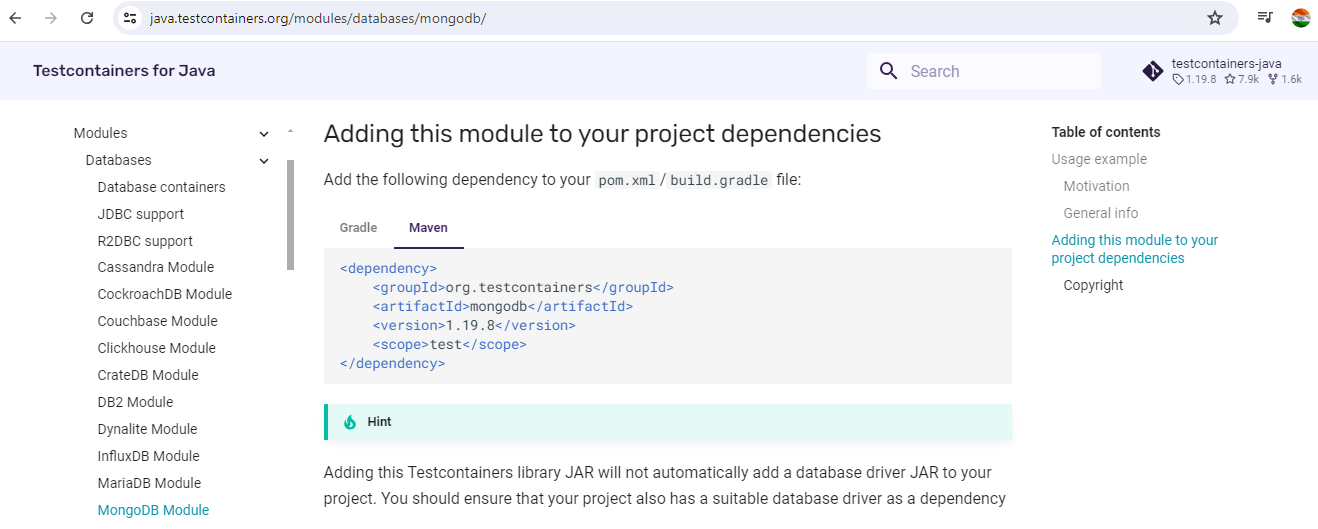 java.testcontainers.org/modules/databases/mongodb/
Testcontainers for Java
Search
testcontainers-java
1.19.8 7.9k 1.6k
Modules
Databases
Database containers
JDBC support
R2DBC support
Cassandra Module
CockroachDB Module
Couchbase Module
Clickhouse Module
CrateDB Module
DB2 Module
Dynalite Module
InfluxDB Module
MariaDB Module
MongoDB Module
Adding this module to your project dependencies
Add the following dependency to your pom.xml/build.gradle file:
Gradle Maven
<dependency>
    <groupId>org.testcontainers</groupId>
    <artifactId>mongodb</artifactId>
    <version>1.19.8</version>
    <scope>test</scope>
</dependency>
Hint
Adding this Testcontainers library JAR will not automatically add a database driver JAR to your
project. You should ensure that your project also has a suitable database driver as a dependency
Table of contents
Usage example
Motivation
General info
Adding this module to your
project dependencies
Copyright